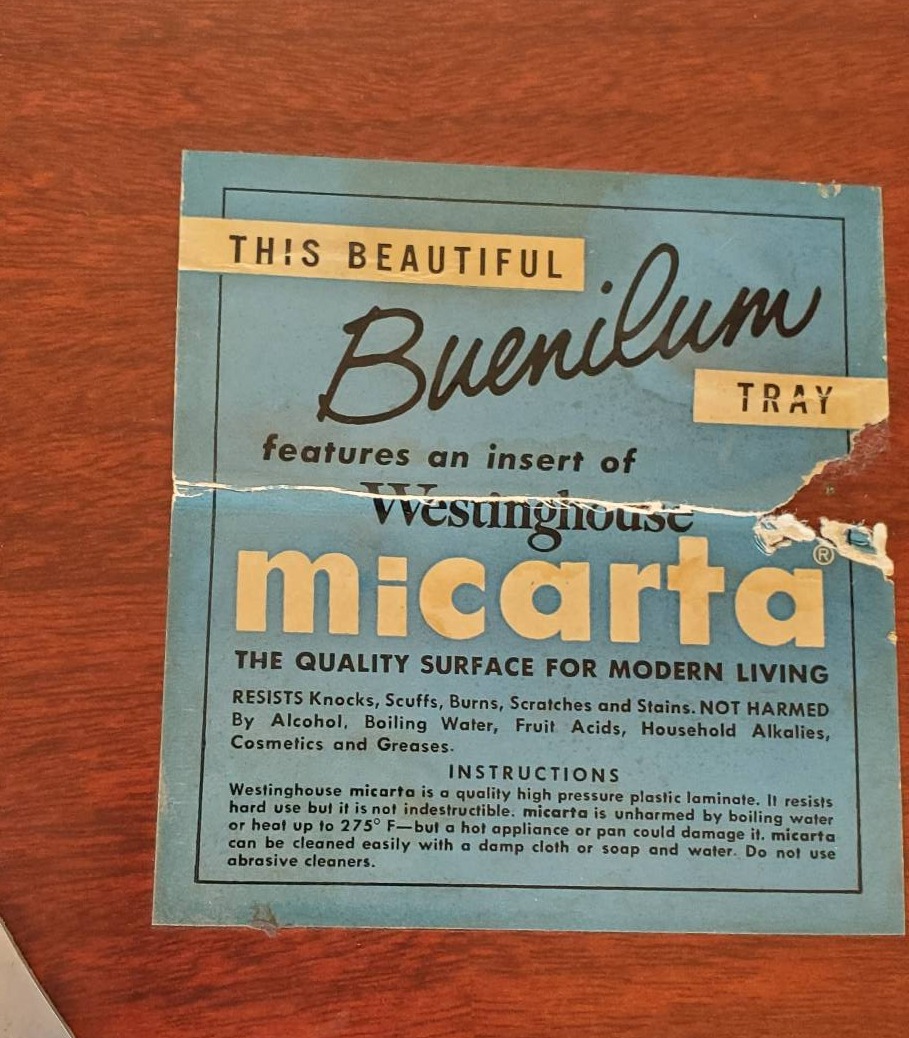 THIS BEAUTIFUL
Buenilum
TRAY
features an insert of
Westinghouse
micarta®
THE QUALITY SURFACE FOR MODERN LIVING
RESISTS Knocks, Scuffs, Burns, Scratches and Stains. NOT HARMED
By Alcohol, Boiling Water, Fruit Acids, Household Alkalies,
Cosmetics and Greases.
INSTRUCTIONS
Westinghouse micarta is a quality high pressure plastic laminate. It resists
hard use but it is not indestructible. micarta is unharmed by boiling water
or heat up to 275° F—but a hot appliance or pan could damage it. micarta
can be cleaned easily with a damp cloth or soap and water. Do not use
abrasive cleaners.